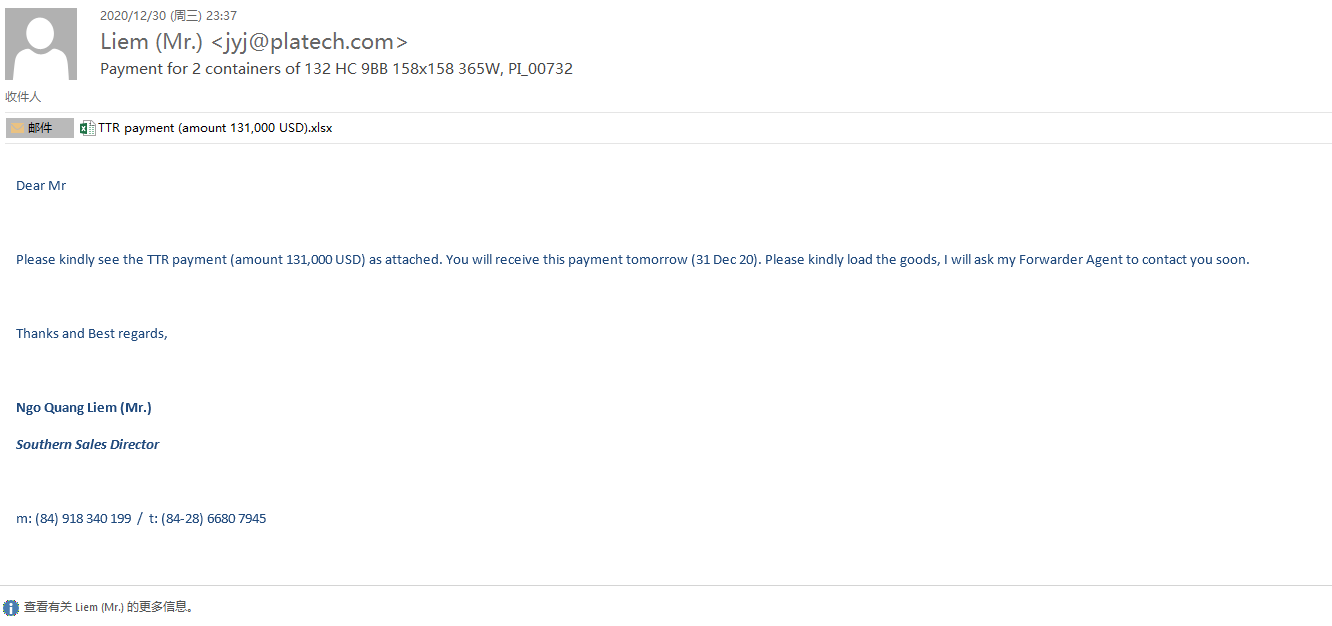 2020/12/30 (周三) 23:37
Liem (Mr.) <jyj@platech.com>
Payment for 2 containers of 132 HC 9BB 158x158 365W, PI_00732
收件人
邮件 TTR payment (amount 131,000 USD).xlsx
Dear Mr
Please kindly see the TTR payment (amount 131,000 USD) as attached. You will receive this payment tomorrow (31 Dec 20). Please kindly load the goods, I will ask my Forwarder Agent to contact you soon.
Thanks and Best regards,
Ngo Quang Liem (Mr.)
Southern Sales Director
m: (84) 918 340 199 / t: (84-28) 6680 7945
查看有关 Liem (Mr.) 的更多信息。